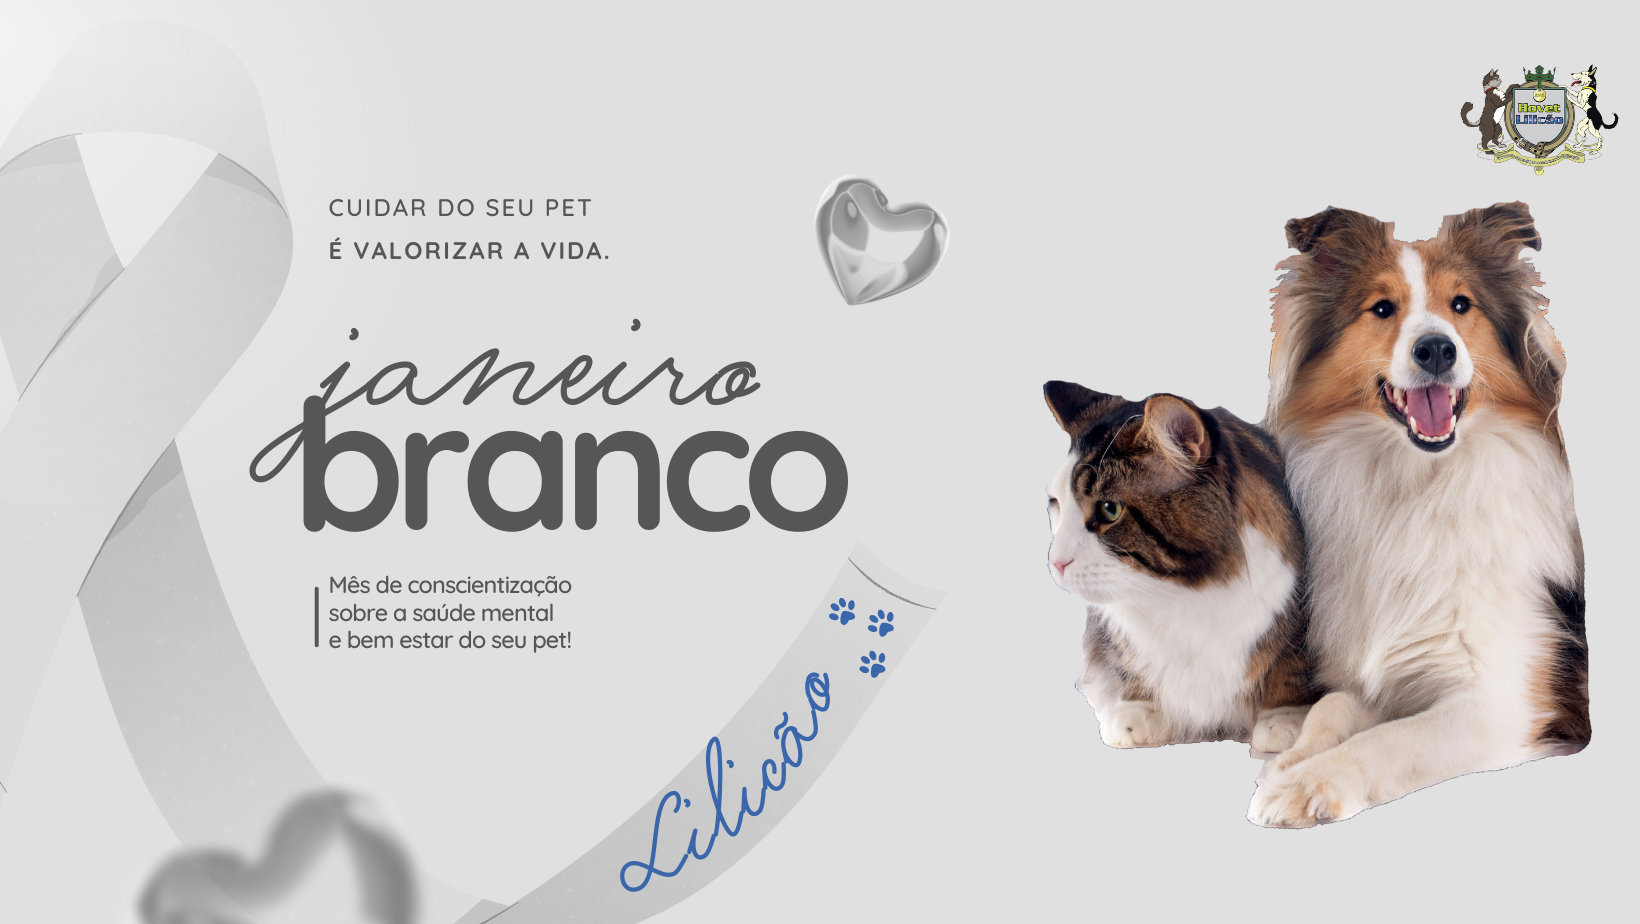 Hovet
Lilicão
CUIDAR DO SEU PET
É VALORIZAR A VIDA.
janeiro
branco
Mês de conscientização
sobre a saúde mental
e bem estar do seu pet!
Lilicão